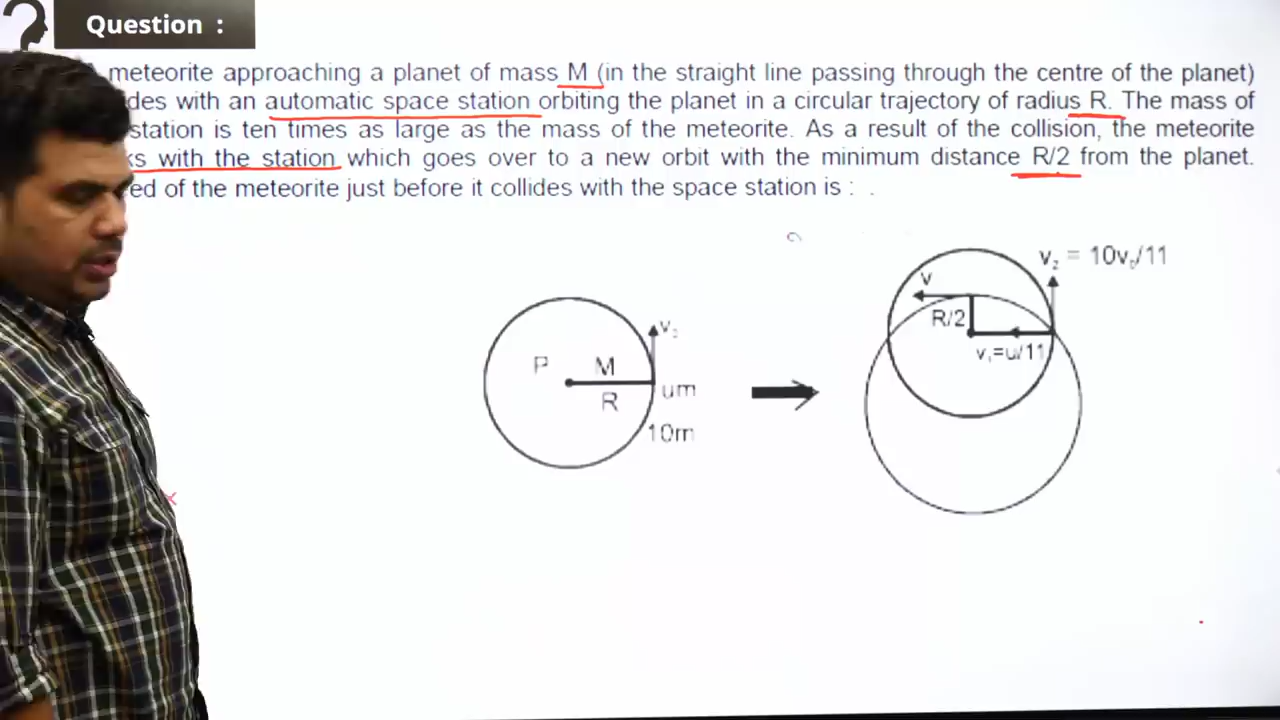 Question :
meteorite approaching a planet of mass M (in the straight line passing through the centre of the planet)
des with an automatic space station orbiting the planet in a circular trajectory of radius R. The mass of
station is ten times as large as the mass of the meteorite. As a result of the collision, the meteorite
ks with the station which goes over to a new orbit with the minimum distance R/2 from the planet.
ed of the meteorite just before it collides with the space station is : .
v₂ = 10v₀/11
v
R/2
v₁=u/11
P
M
R
um
10m